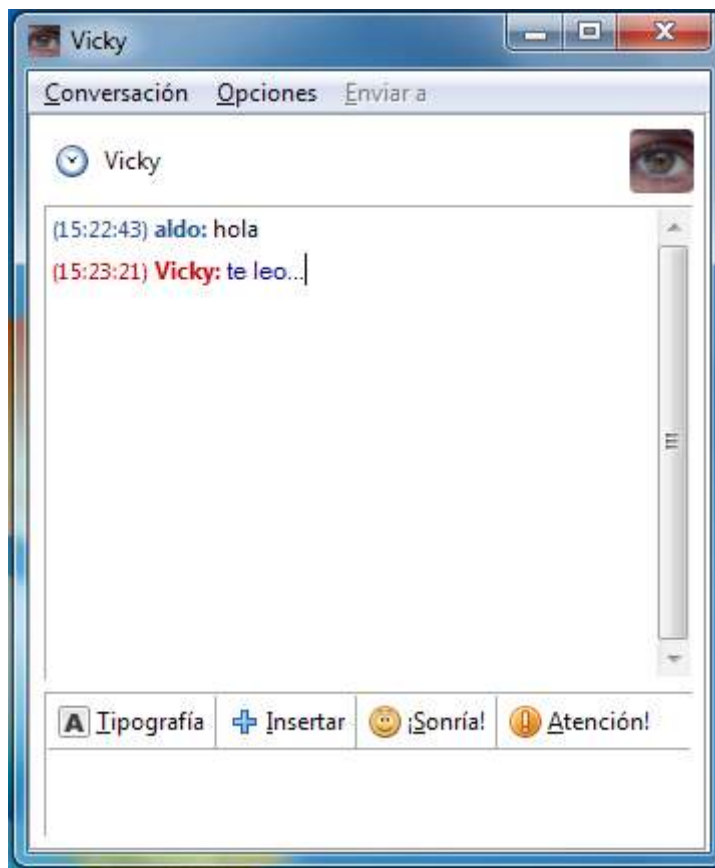 Vicky
Conversación Opciones Enviar a
Vicky
(15:22:43) aldo: hola
(15:23:21) Vicky: te leo...
A Tipografía Insertar ¡Sonría! Atención!